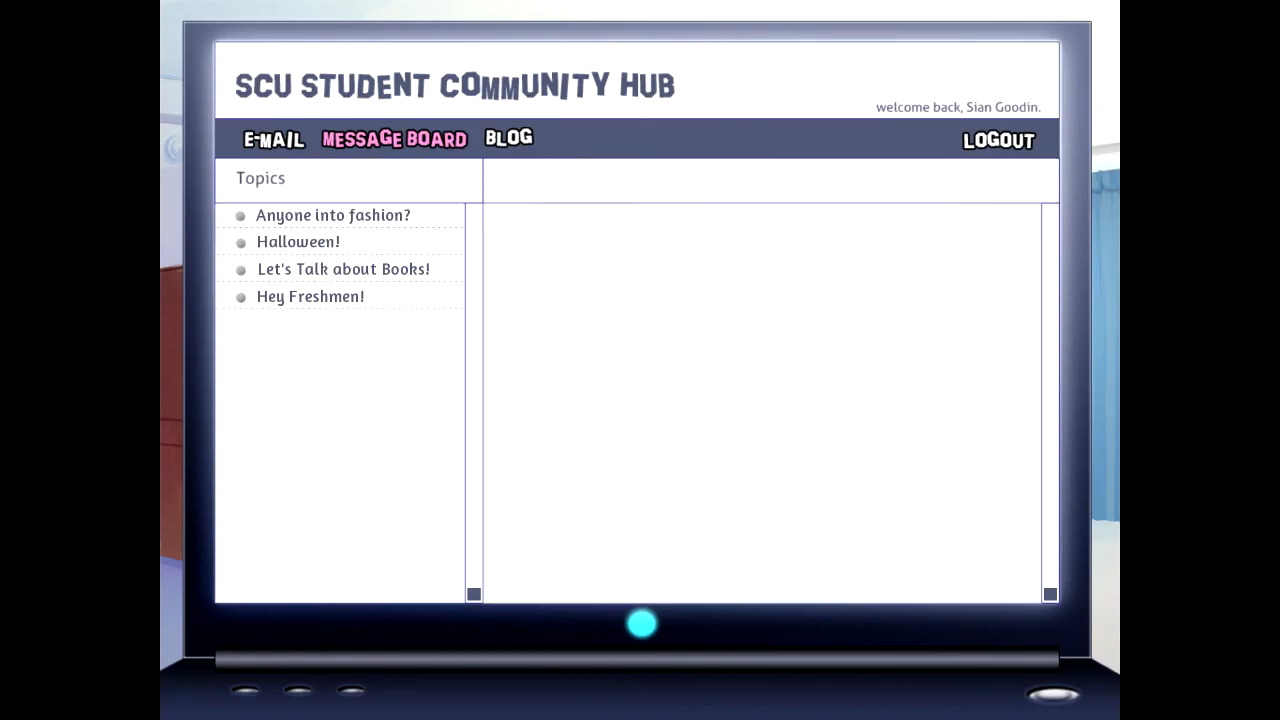 SCU STUDENT COMMUNITY HUB
welcome back, Sian Goodin.
E-MAIL MESSAGE BOARD BLOG LOGOUT
Topics
Anyone into fashion?
Halloween!
Let's Talk about Books!
Hey Freshmen!